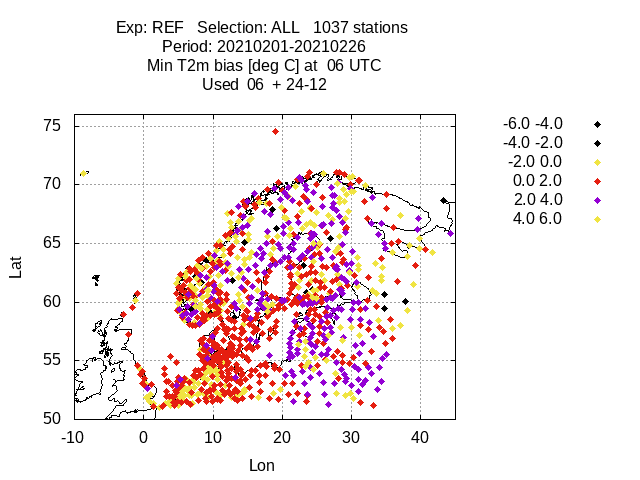 Exp: REF   Selection: ALL   1037 stations
Period: 20210201-20210226
Min T2m bias [deg C] at  06 UTC
Used  06  + 24-12
-6.0 -4.0
-4.0 -2.0
-2.0 0.0
0.0 2.0
2.0 4.0
4.0 6.0
Lat
75
70
65
60
55
50
-10 0 10 20 30 40
Lon